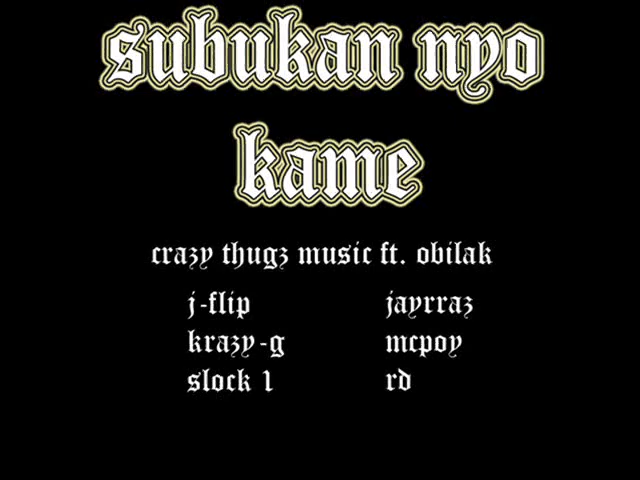 subukan nyo
kame
crazy thugz music ft. obilak
j-flip
krazy-g
slock 1
jayrraz
mcpoy
rd